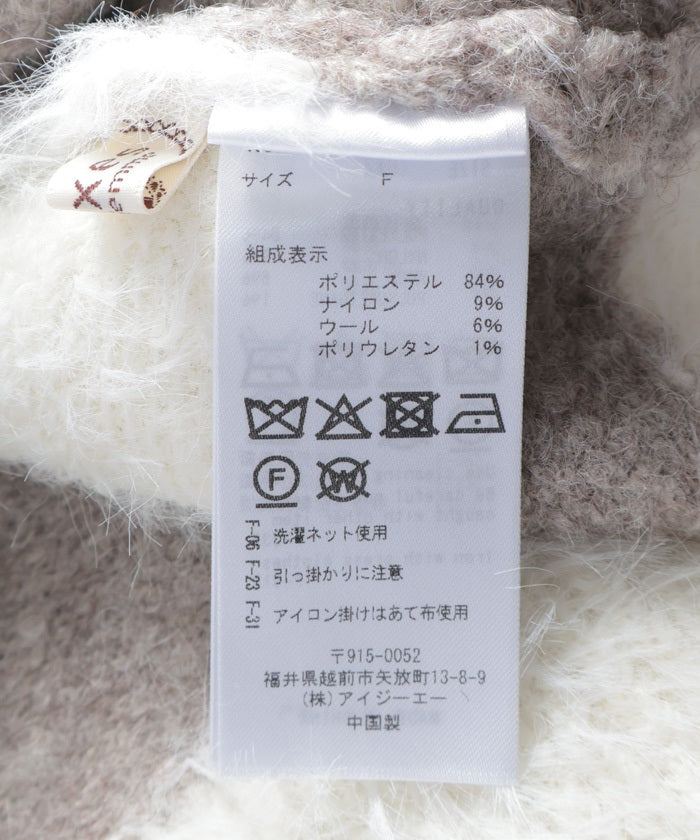 サイズ F
組成表示
ポリエステル 84%
ナイロン 9%
ウール 6%
ポリウレタン 1%
F
W
F-06 洗濯ネット使用
F-23 引っ掛かりに注意
F-31 アイロン掛けはあて布使用
〒915-0052
福井県越前市矢放町13-8-9
(株)アイジーエー
中国製